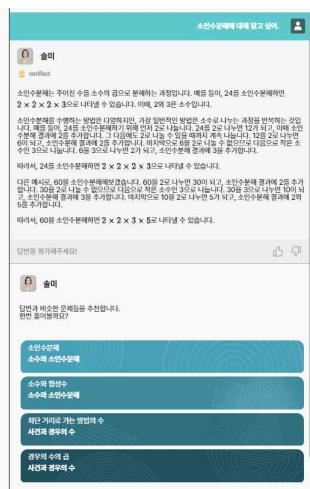 소인수분해에 대해 알고 싶어.
솔미
verified
소인수분해는 주어진 수를 소수의 곱으로 분하는 과정입니다. 예를 들어, 24를 소인수분해하면
2 × 2 × 2 × 3으로 나타낼 수 있습니다. 이때, 2와 3은 소수입니다.
소인수분해를 수행하는 방법은 다양하지만, 가장 일반적인 방법은 소수로 나누는 과정을 반복하는 것입
니다. 예를 들어, 24를 소인수분해하기 위해 먼저 2로 나눕니다. 24를 2로 나누면 12가 되고, 이때 소인
수분해 결과에 2를 추가합니다. 그 다음에도 2로 나눌 수 있을 때까지 계속 나눕니다. 12를 2로 나누면
6이 되고, 소인수분해 결과에 2를 추가합니다. 마지막으로 6을 2로 나눌 수 없으므로 다음으로 작은 소
수인 3으로 나눕니다. 6을 3으로 나누면 2가 되고, 소인수분해 결과에 3을 추가합니다.
따라서, 24를 소인수분해하면 2 × 2 × 2 × 3으로 나타낼 수 있습니다.
다른 예시로, 60을 소인수분해해보겠습니다. 60을 2로 나누면 30이 되고, 소인수분해 결과에 2를 추가
합니다. 30을 2로 나눌 수 없으므로 다음으로 작은 소수인 3으로 나눕니다. 30을 3으로 나누면 10이 되
고, 소인수분해 결과에 3을 추가합니다. 마지막으로 10을 2로 나누면 5가 되고, 소인수분해 결과에 2와
5를 추가합니다.
따라서, 60을 소인수분해하면 2 × 2 × 3 × 5로 나타낼 수 있습니다.
답변을 평가해주세요!
솔미
답변과 비슷한 문제들을 추천합니다.
한번 풀어볼까요?
소인수분해
소수와 소인수분해
소수와 합성수
소수와 소인수분해
최단 거리로 가는 방법의 수
사건과 경우의 수
경우의 수의 곱
사건과 경우의 수